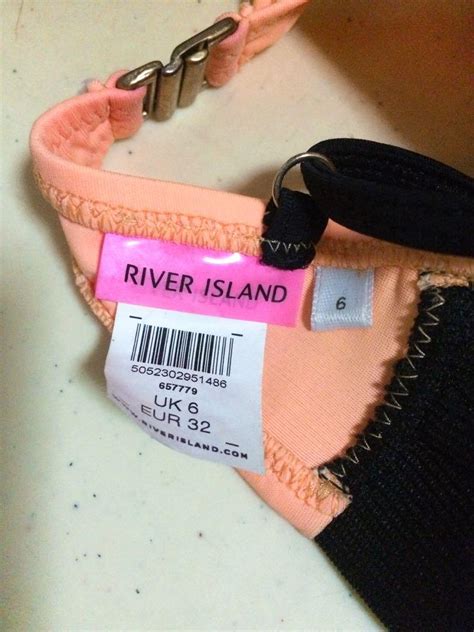 RIVER ISLAND
6
5052302951486
657779
UK 6
EUR 32
WWW.RIVERISLAND.COM